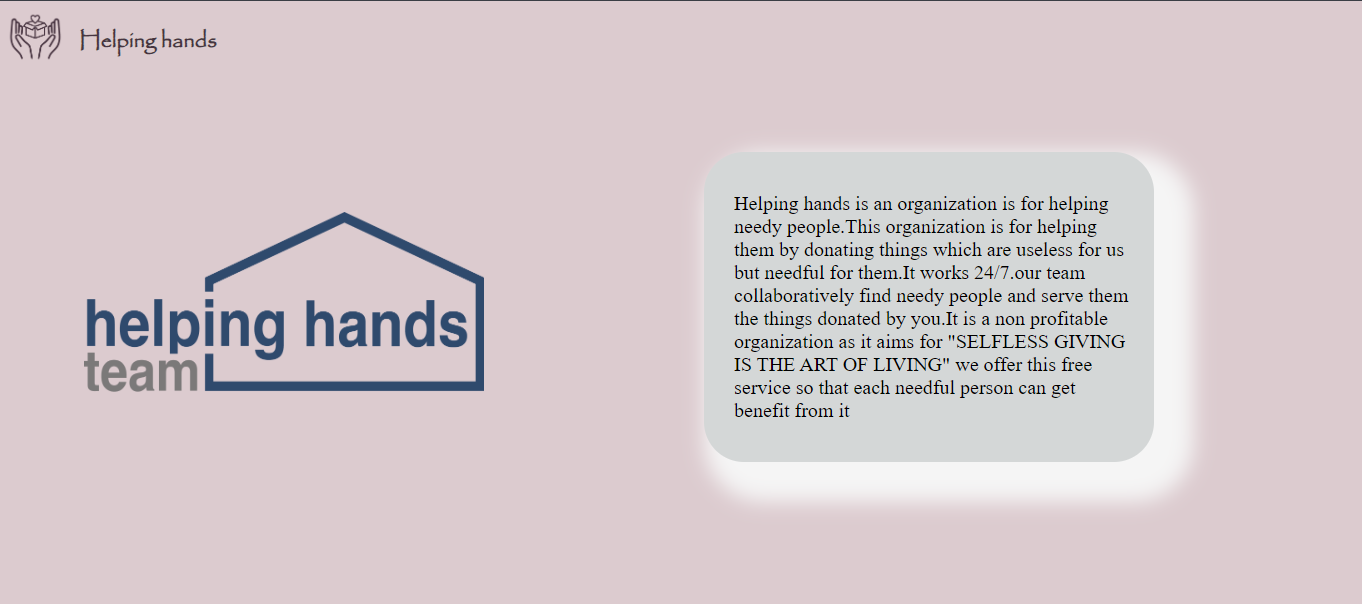 Helping hands
helping hands
team
Helping hands is an organization is for helping
needy people.This organization is for helping
them by donating things which are useless for us
but needful for them.It works 24/7.our team
collaboratively find needy people and serve them
the things donated by you.It is a non profitable
organization as it aims for "SELFLESS GIVING
IS THE ART OF LIVING" we offer this free
service so that each needful person can get
benefit from it